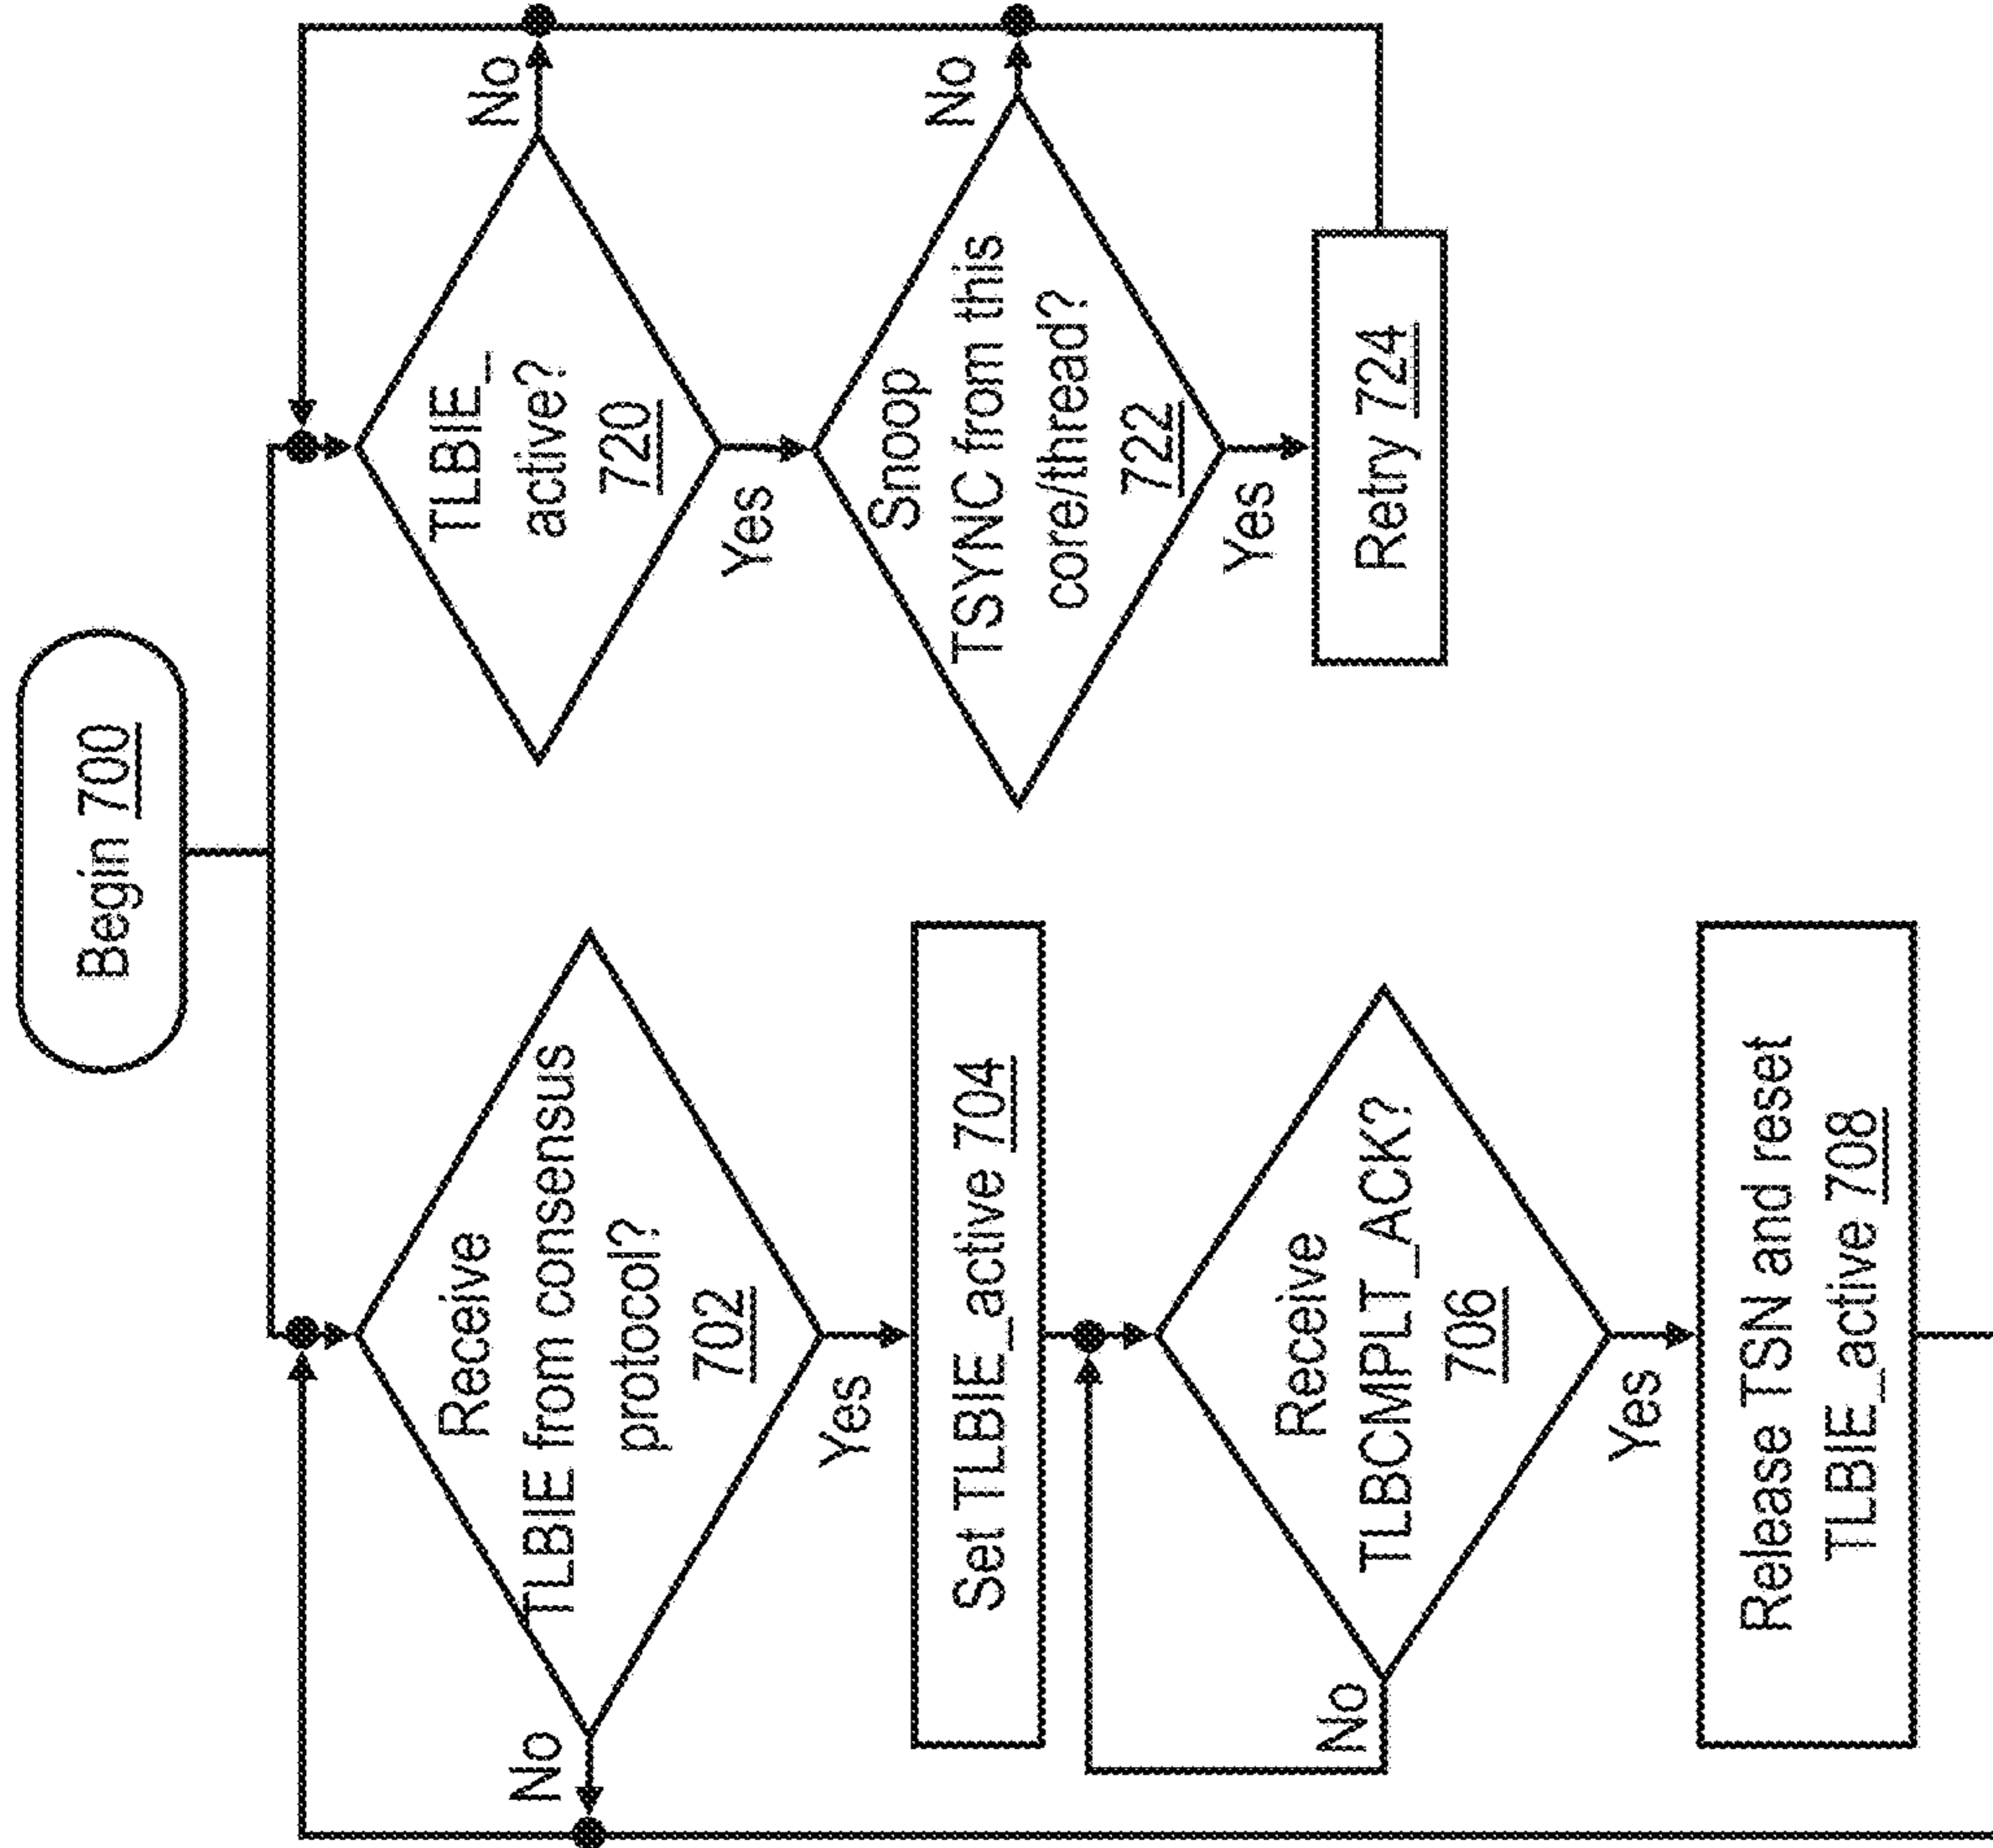 Begin 700
Receive
TLBIE from consensus
protocol?
702
No
Yes
Set TLBIE_active 704
Receive
TLBCMPLT_ACK?
706
No
Yes
Release TSN and reset
TLBIE_active 708
TLBIE_
active?
720
No
Yes
Snoop
TSYNC from this
core/thread?
722
No
Yes
Retry 724